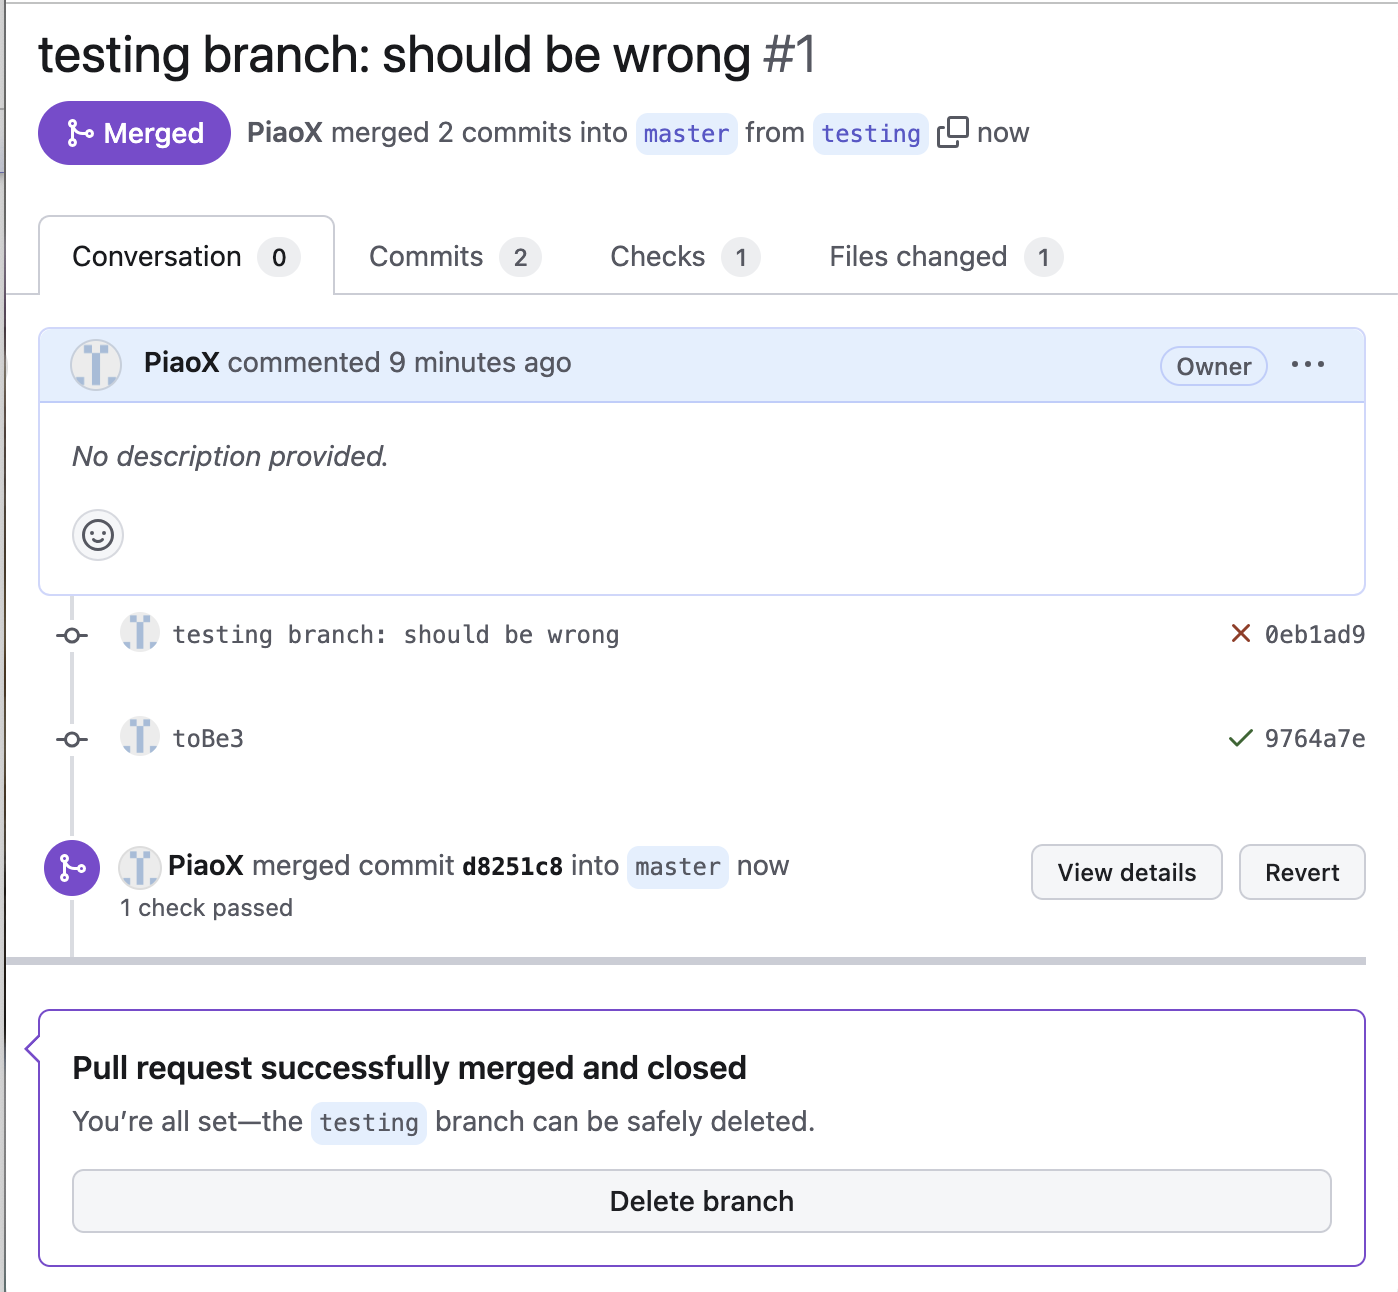 testing branch: should be wrong #1
Merged PiaoX merged 2 commits into master from testing now
Conversation 0 Commits 2 Checks 1 Files changed 1
PiaoX commented 9 minutes ago Owner
No description provided.
testing branch: should be wrong 0eb1ad9
toBe3 9764a7e
PiaoX merged commit d8251c8 into master now View details Revert
1 check passed
Pull request successfully merged and closed
You’re all set—the testing branch can be safely deleted.
Delete branch